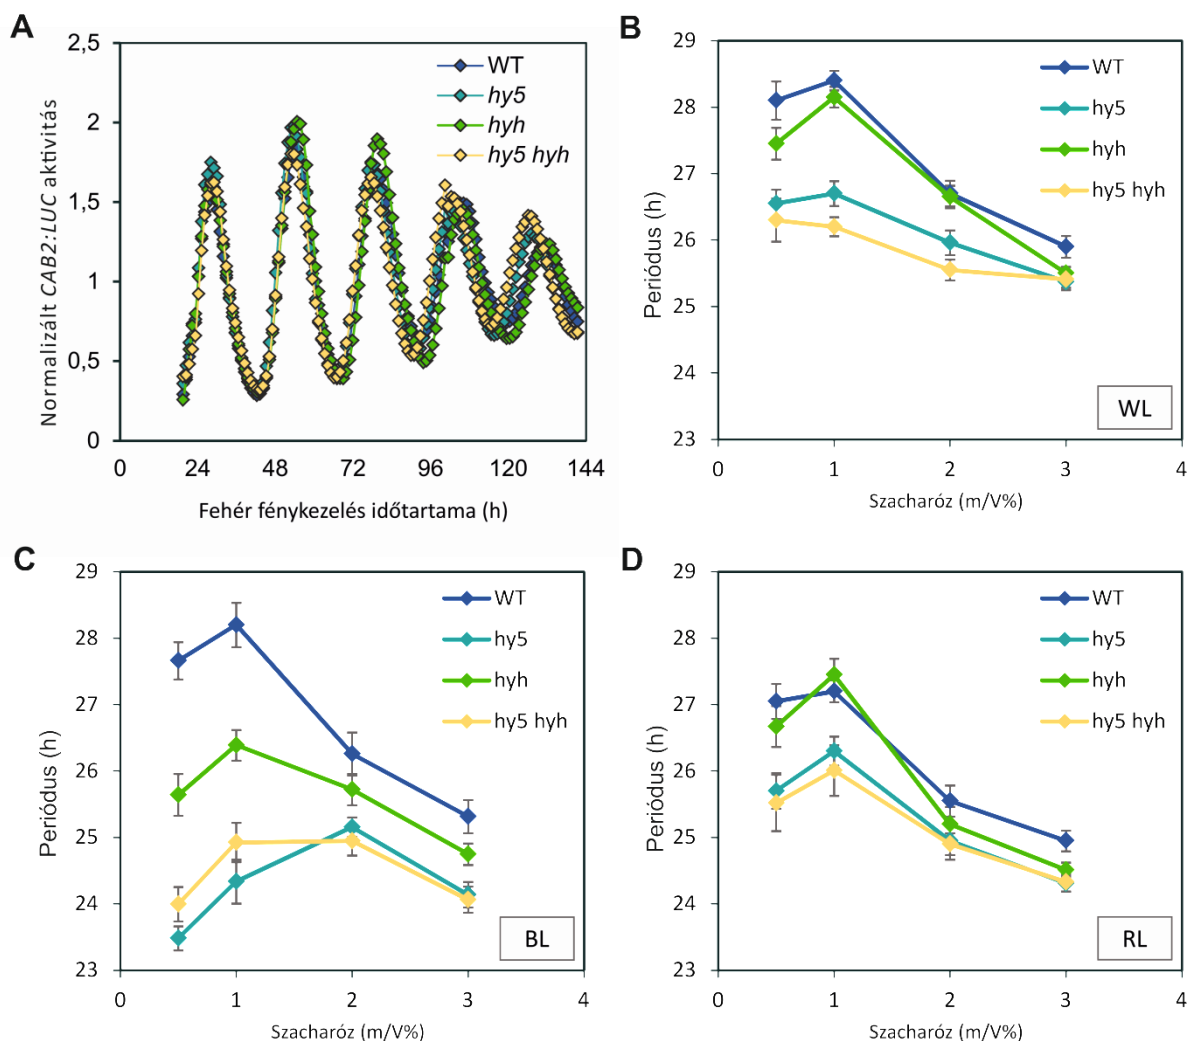 A
2,5
2
1,5
1
0,5
0
0
24
48
72
96
120
144
Normalizált CAB2:LUC aktivitás
Fehér fénykezelés időtartama (h)
WT
hy5
hyh
hy5 hyh
B
29
28
27
26
25
24
23
0
1
2
3
4
Periódus (h)
Szacharóz (m/V%)
WT
hy5
hyh
hy5 hyh
WL
C
29
28
27
26
25
24
23
0
1
2
3
4
Periódus (h)
Szacharóz (m/V%)
WT
hy5
hyh
hy5 hyh
BL
D
29
28
27
26
25
24
23
0
1
2
3
4
Periódus (h)
Szacharóz (m/V%)
WT
hy5
hyh
hy5 hyh
RL